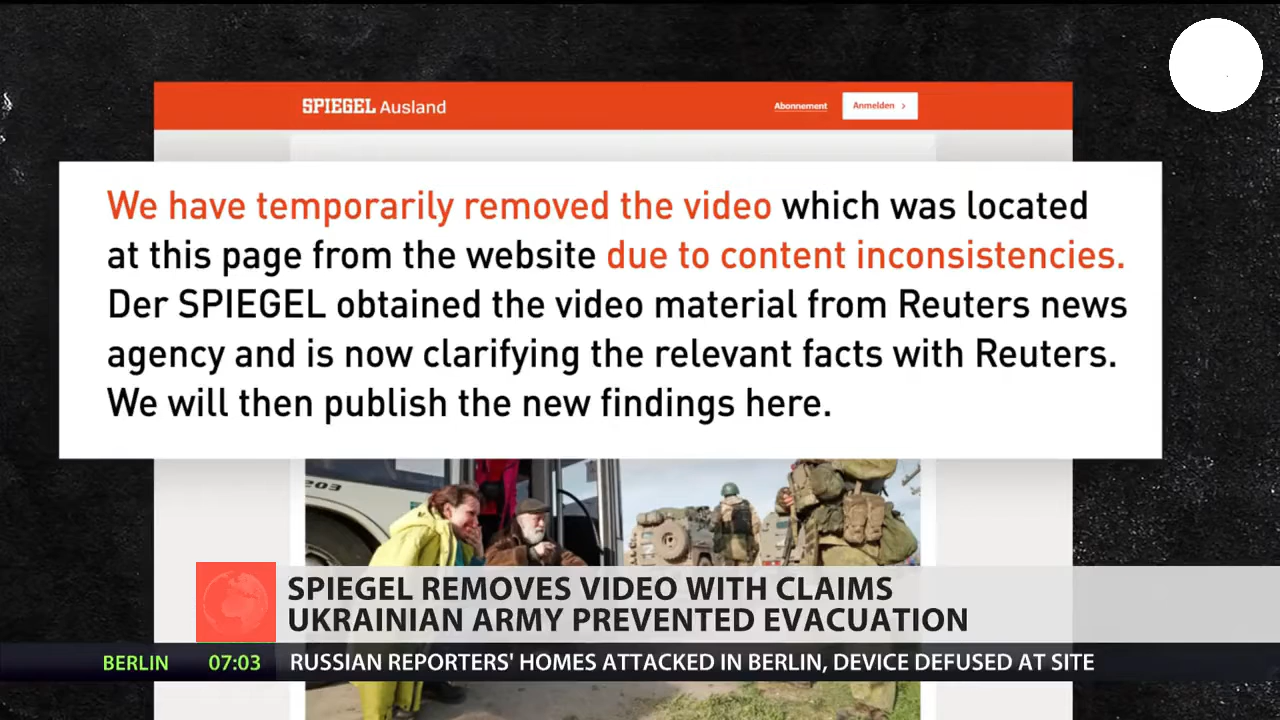 SPIEGEL Ausland
Abonnement
Anmelden
We have temporarily removed the video which was located
at this page from the website due to content inconsistencies.
Der SPIEGEL obtained the video material from Reuters news
agency and is now clarifying the relevant facts with Reuters.
We will then publish the new findings here.
203
SPIEGEL REMOVES VIDEO WITH CLAIMS
UKRAINIAN ARMY PREVENTED EVACUATION
BERLIN 07:03 RUSSIAN REPORTERS' HOMES ATTACKED IN BERLIN, DEVICE DEFUSED AT SITE